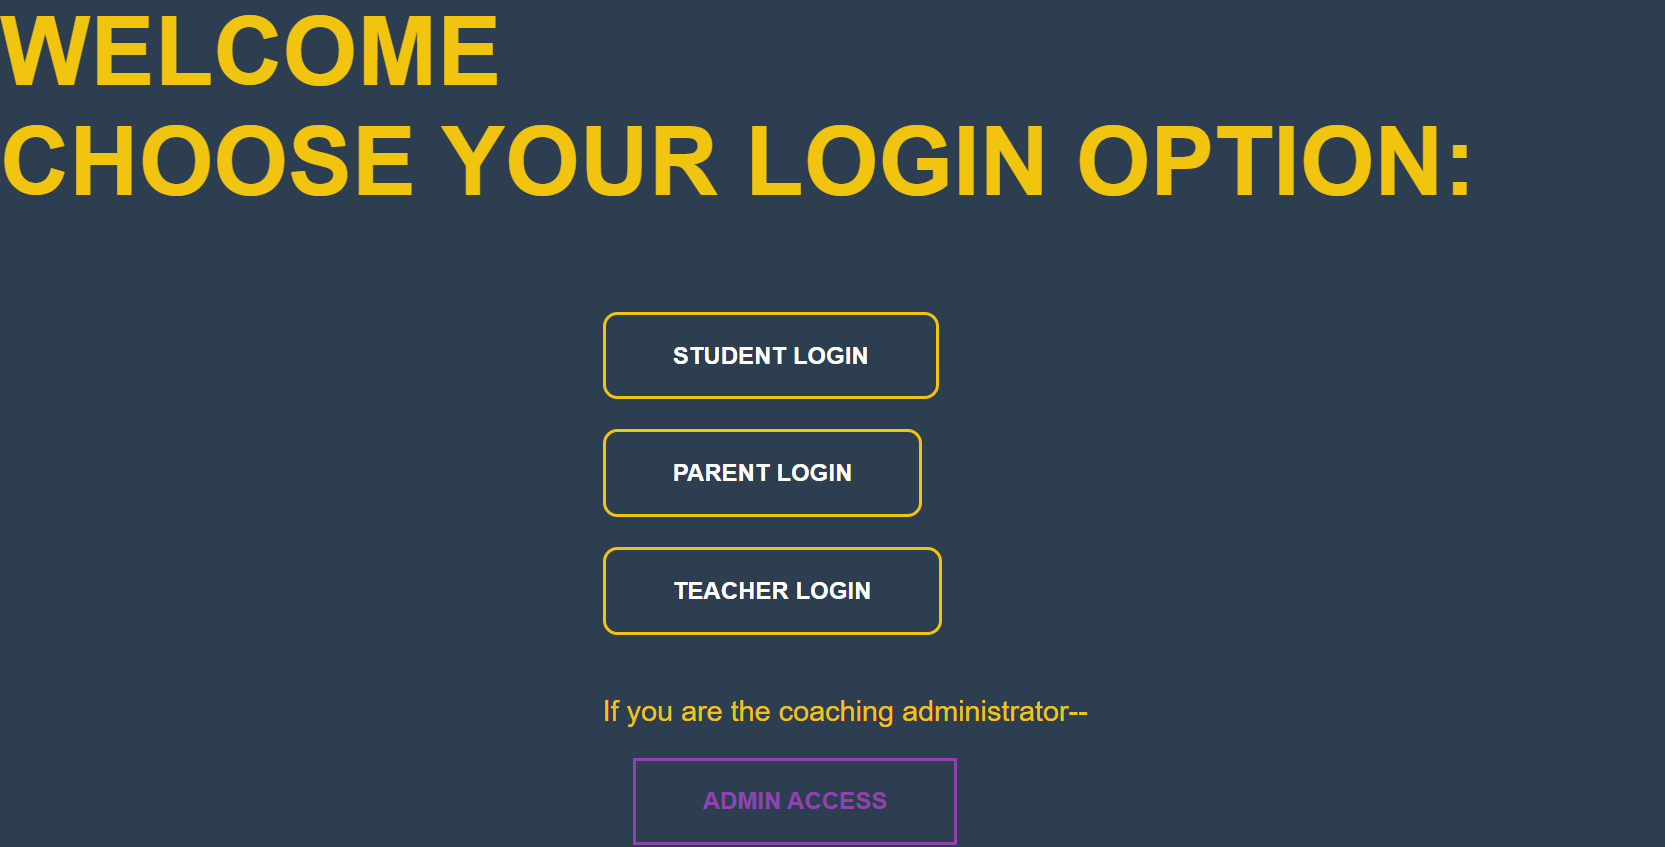 WELCOME
CHOOSE YOUR LOGIN OPTION:
STUDENT LOGIN
PARENT LOGIN
TEACHER LOGIN
If you are the coaching administrator--
ADMIN ACCESS